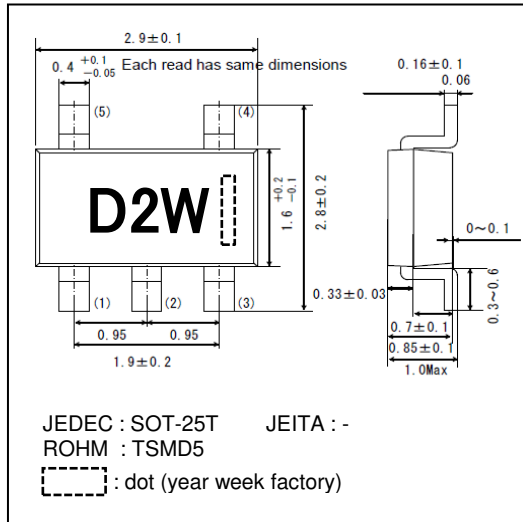 2.9±0.1
0.4 +0.1 -0.05 Each read has same dimensions
0.16±0.1
0.06
(5)
(4)
D2W
1.6 +0.2 -0.1
2.8±0.2
0~0.1
(1)
(2)
(3)
0.33±0.03
0.3~0.6
0.95
0.95
0.7±0.1
0.85±0.1
1.9±0.2
1.0Max
JEDEC : SOT-25T JEITA : -
ROHM : TSMD5
: dot (year week factory)